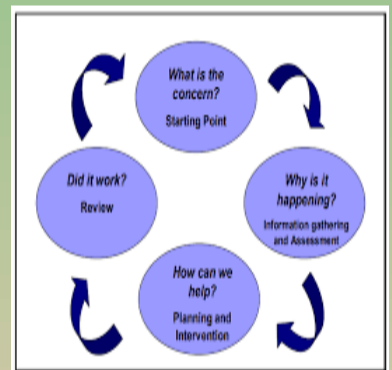 What is the
concern?
Starting Point
Why is it
happening?
Information gathering
and Assessment
How can we
help?
Planning and
Intervention
Did it work?
Review